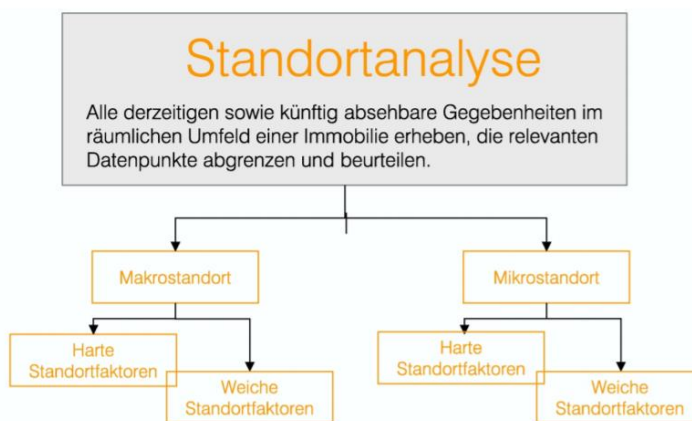 Standortanalyse
Alle derzeitigen sowie künftig absehbare Gegebenheiten im
räumlichen Umfeld einer Immobilie erheben, die relevanten
Datenpunkte abgrenzen und beurteilen.
Makrostandort
Mikrostandort
Harte
Standortfaktoren
Weiche
Standortfaktoren
Harte
Standortfaktoren
Weiche
Standortfaktoren